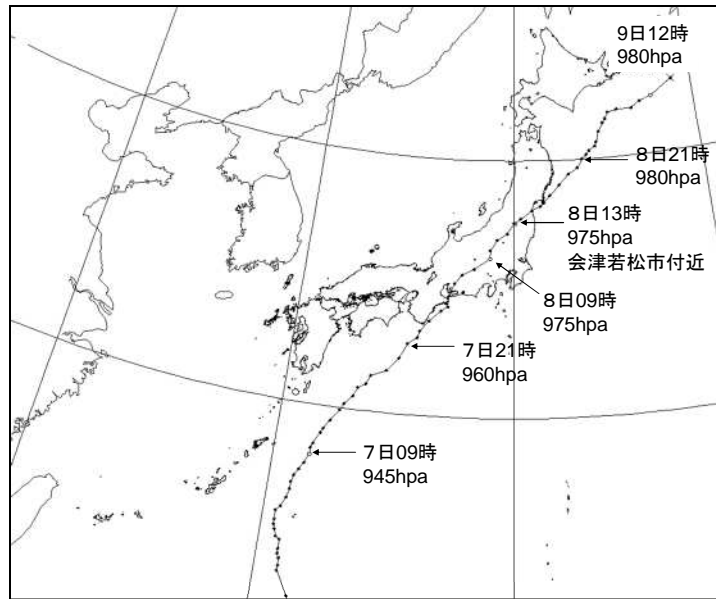 9日12時
980hpa
８日21時
980hpa
８日13時
975hpa
会津若松市付近
８日09時
975hpa
７日21時
960hpa
７日09時
945hpa